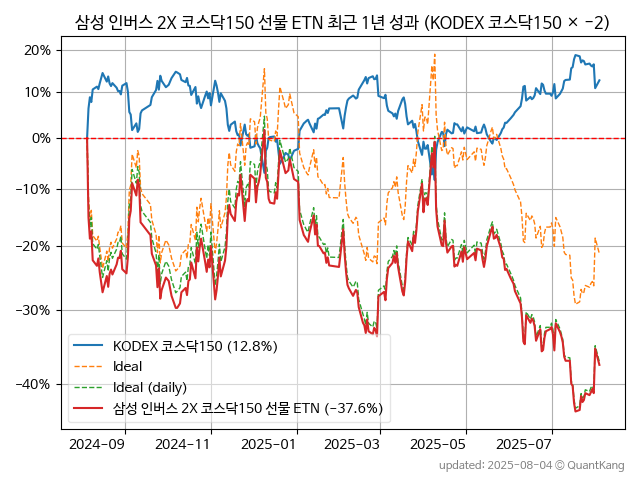 삼성 인버스 2X 코스닥150 선물 ETN 최근 1년 성과 (KODEX 코스닥150 × −2)
20%
10%
0%
−10%
−20%
−30%
−40%
KODEX 코스닥150 (12.8%)
Ideal
Ideal (daily)
삼성 인버스 2X 코스닥150 선물 ETN (−37.6%)
2024-09 2024-11 2025-01 2025-03 2025-05 2025-07
updated: 2025-08-04 © QuantKang